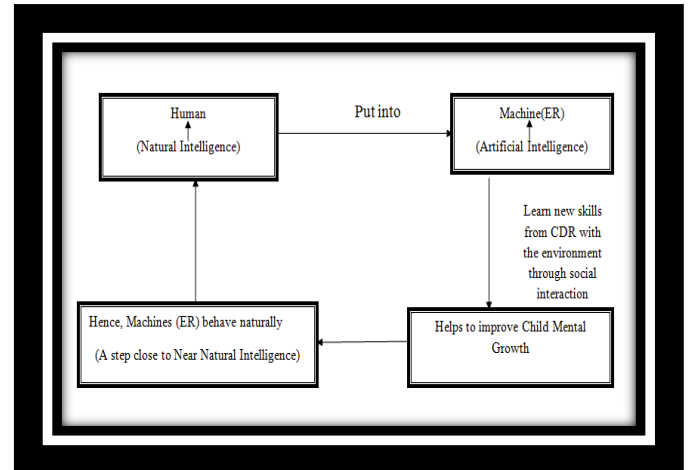 Human
(Natural Intelligence)
Put into
Machine(ER)
(Artificial Intelligence)
Learn new skills
from CDR with
the environment
through social
interaction
Helps to improve Child Mental
Growth
Hence, Machines (ER) behave naturally
(A step close to Near Natural Intelligence)